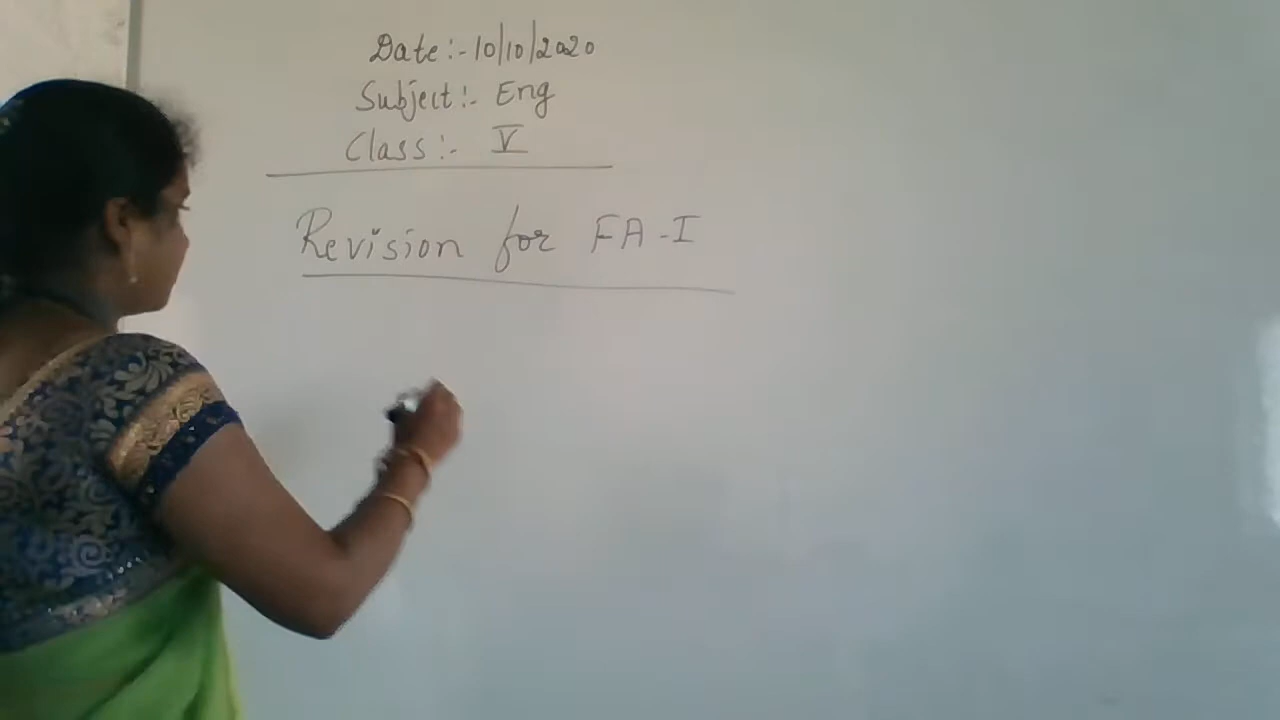 Date :- 10/10/2020
Subject :- Eng
Class :- V
Revision for FA-I